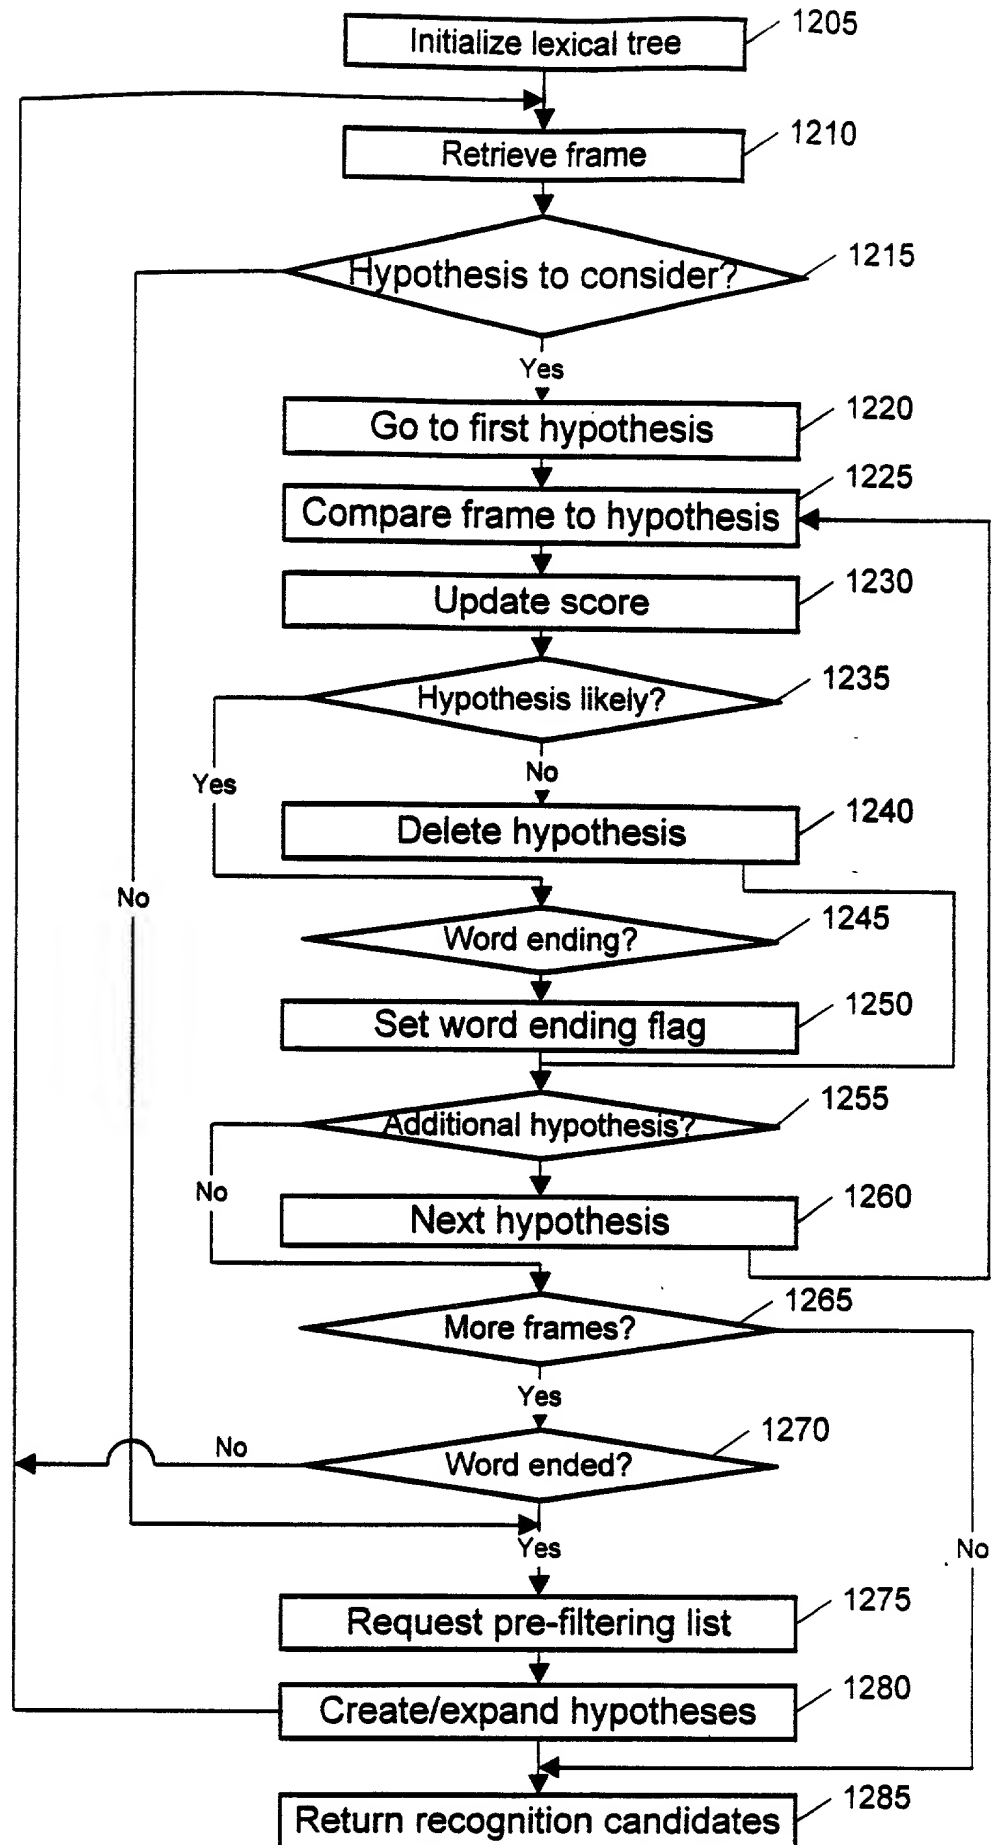 Initialize lexical tree
1205
Retrieve frame
1210
Hypothesis to consider?
1215
Yes
Go to first hypothesis
1220
Compare frame to hypothesis
1225
Update score
1230
Hypothesis likely?
1235
Yes
No
Delete hypothesis
1240
No
Word ending?
1245
Set word ending flag
1250
Additional hypothesis?
1255
No
Next hypothesis
1260
More frames?
1265
Yes
Word ended?
1270
No
Yes
No
Request pre-filtering list
1275
Create/expand hypotheses
1280
Return recognition candidates
1285